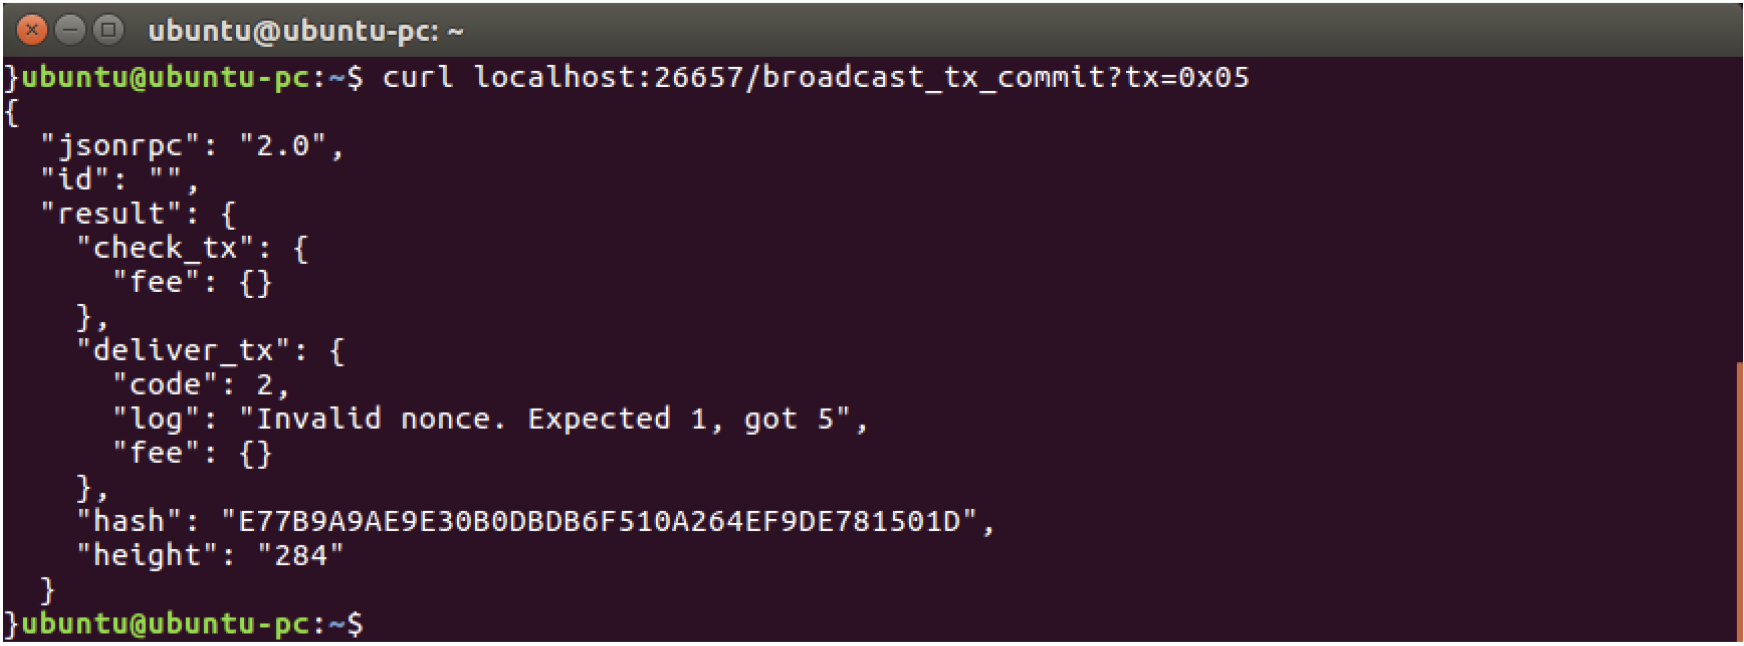 ubuntu@ubuntu-pc: ~
}ubuntu@ubuntu-pc:~$ curl localhost:26657/broadcast_tx_commit?tx=0x05
{
  "jsonrpc": "2.0",
  "id": "",
  "result": {
    "check_tx": {
      "fee": {}
    },
    "deliver_tx": {
      "code": 2,
      "log": "Invalid nonce. Expected 1, got 5",
      "fee": {}
    },
    "hash": "E77B9A9AE9E30B0DBDB6F510A264EF9DE781501D",
    "height": "284"
  }
}ubuntu@ubuntu-pc:~$